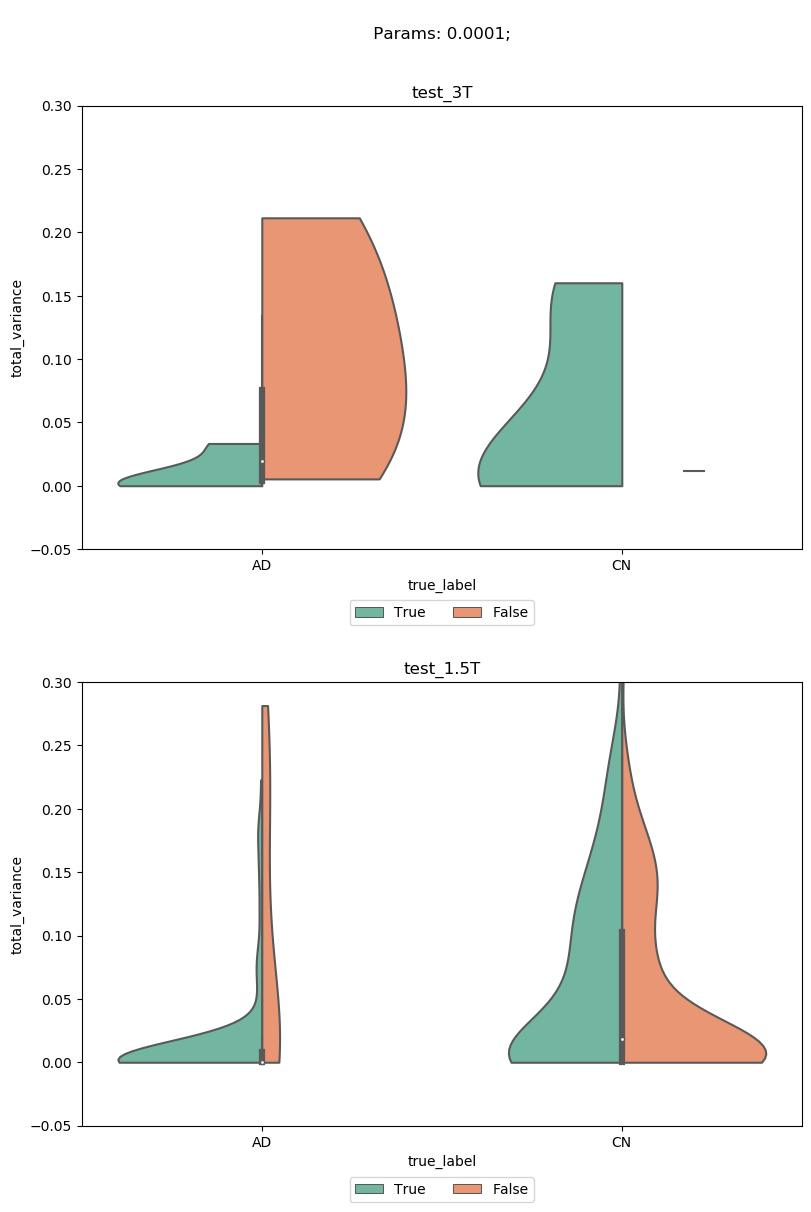 Params: 0.0001;
test_3T
0.30
0.25
0.20
0.15
0.10
0.05
0.00
−0.05
total_variance
AD CN
true_label
True False
test_1.5T
0.30
0.25
0.20
0.15
0.10
0.05
0.00
−0.05
total_variance
AD CN
true_label
True False